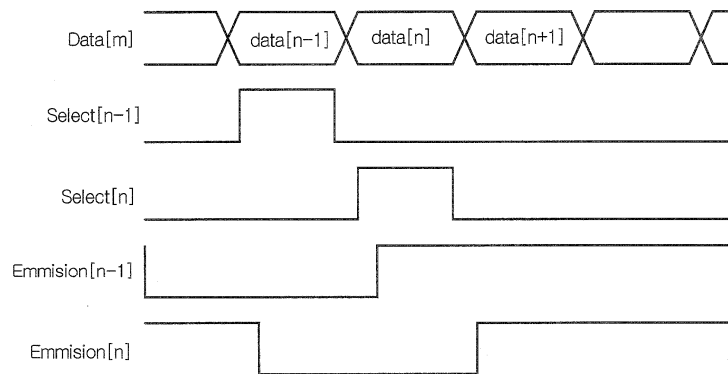 Data[m]
data[n-1]
data[n]
data[n+1]
Select[n-1]
Select[n]
Emmision[n-1]
Emmision[n]